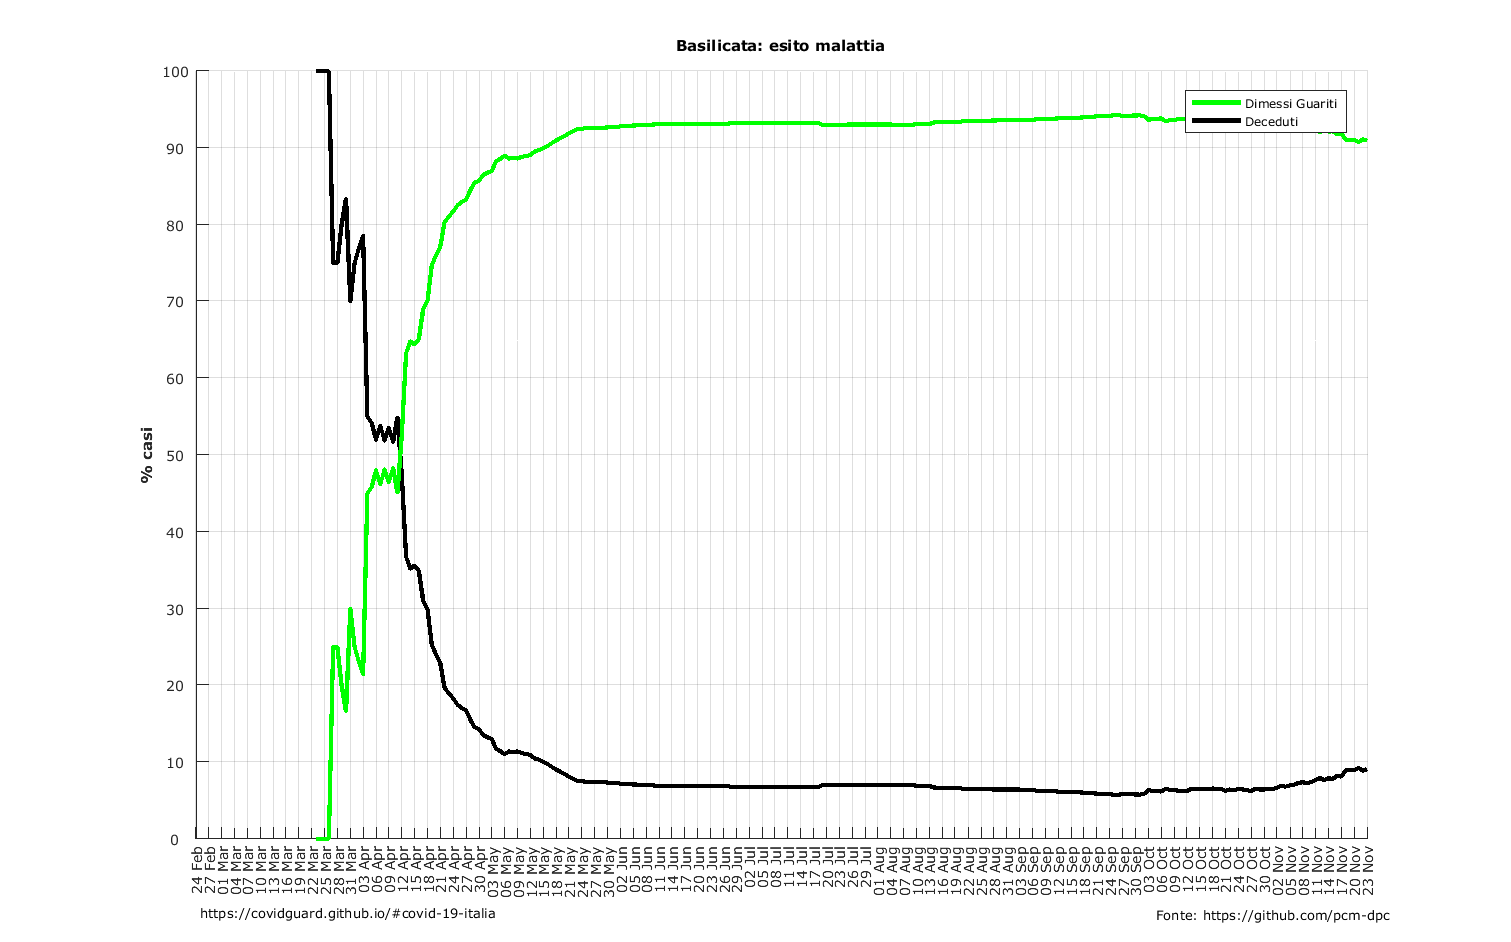 Basilicata: esito malattia
100
90
80
70
60
50
40
30
20
10
0
% casi
Dimessi Guariti
Deceduti
24 Feb
27 Feb
01 Mar
04 Mar
07 Mar
10 Mar
13 Mar
16 Mar
19 Mar
22 Mar
25 Mar
28 Mar
31 Mar
03 Apr
06 Apr
09 Apr
12 Apr
15 Apr
18 Apr
21 Apr
24 Apr
27 Apr
30 Apr
03 May
06 May
09 May
12 May
15 May
18 May
21 May
24 May
27 May
30 May
02 Jun
05 Jun
08 Jun
11 Jun
14 Jun
17 Jun
20 Jun
23 Jun
26 Jun
29 Jun
02 Jul
05 Jul
08 Jul
11 Jul
14 Jul
17 Jul
20 Jul
23 Jul
26 Jul
29 Jul
01 Aug
04 Aug
07 Aug
10 Aug
13 Aug
16 Aug
19 Aug
22 Aug
25 Aug
28 Aug
31 Aug
03 Sep
06 Sep
09 Sep
12 Sep
15 Sep
18 Sep
21 Sep
24 Sep
27 Sep
30 Sep
03 Oct
06 Oct
09 Oct
12 Oct
15 Oct
18 Oct
21 Oct
24 Oct
27 Oct
30 Oct
02 Nov
05 Nov
08 Nov
11 Nov
14 Nov
17 Nov
20 Nov
23 Nov
https://covidguard.github.io/#covid-19-italia
Fonte: https://github.com/pcm-dpc